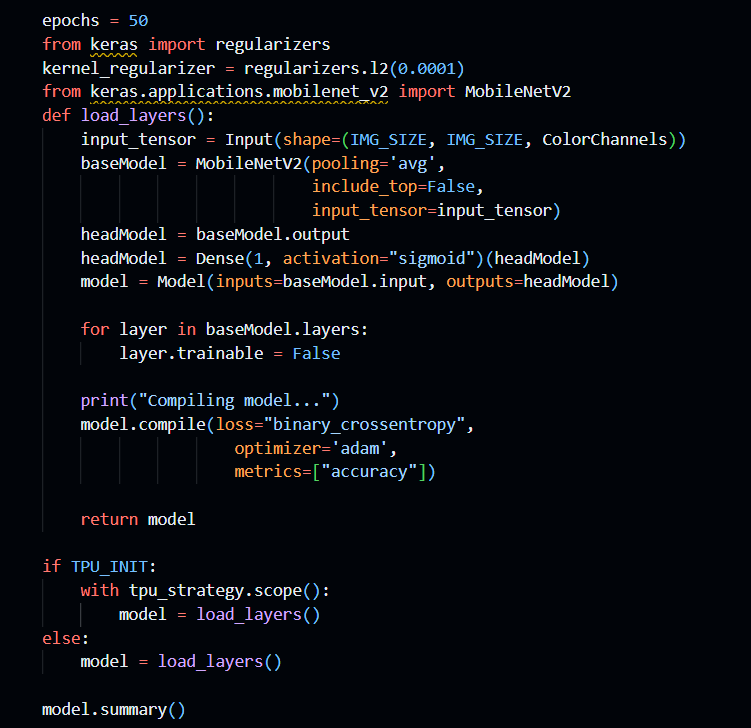 epochs = 50
from keras import regularizers
kernel_regularizer = regularizers.l2(0.0001)
from keras.applications.mobilenet_v2 import MobileNetV2
def load_layers():
    input_tensor = Input(shape=(IMG_SIZE, IMG_SIZE, ColorChannels))
    baseModel = MobileNetV2(pooling='avg',
                            include_top=False,
                            input_tensor=input_tensor)
    headModel = baseModel.output
    headModel = Dense(1, activation="sigmoid")(headModel)
    model = Model(inputs=baseModel.input, outputs=headModel)

    for layer in baseModel.layers:
        layer.trainable = False

    print("Compiling model...")
    model.compile(loss="binary_crossentropy",
                    optimizer='adam',
                    metrics=["accuracy"])

    return model

if TPU_INIT:
    with tpu_strategy.scope():
        model = load_layers()
else:
    model = load_layers()

model.summary()